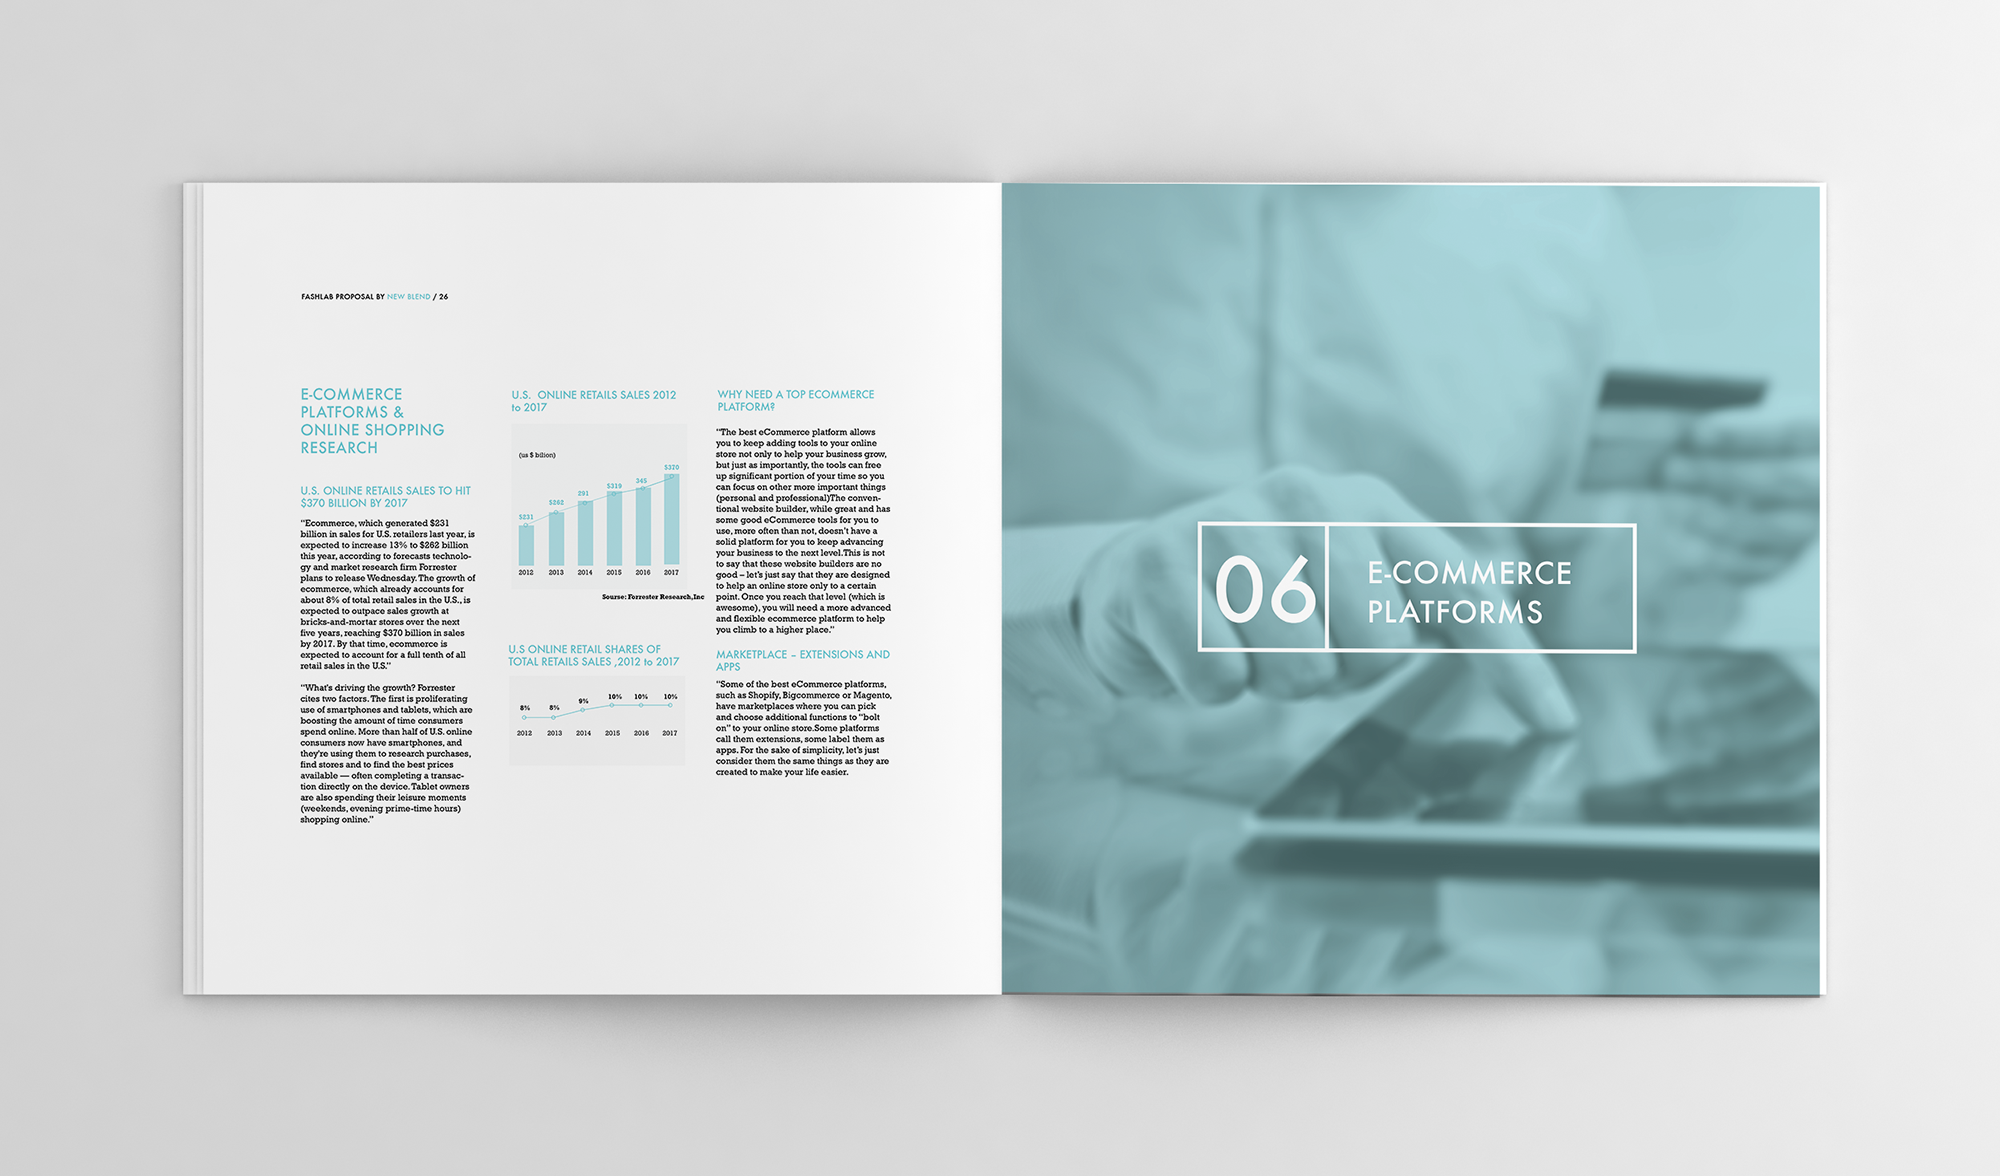 FASHLAB PROPOSAL BY NEW BLEND / 26
E-COMMERCE
PLATFORMS &
ONLINE SHOPPING
RESEARCH
U.S. ONLINE RETAILS SALES TO HIT
$370 BILLION BY 2017
"Ecommerce, which generated $231
billion in sales for U.S. retailers last year, is
expected to increase 13% to $262 billion
this year, according to forecasts technolo-
gy and market research firm Forrester
plans to release Wednesday. The growth of
ecommerce, which already accounts for
about 8% of total retail sales in the U.S., is
expected to outpace sales growth at
bricks-and-mortar stores over the next
five years, reaching $370 billion in sales
by 2017. By that time, ecommerce is
expected to account for a full tenth of all
retail sales in the U.S."
"What's driving the growth? Forrester
cites two factors. The first is proliferating
use of smartphones and tablets, which are
boosting the amount of time consumers
spend online. More than half of U.S. online
consumers now have smartphones, and
they're using them to research purchases,
find stores and to find the best prices
available — often completing a transac-
tion directly on the device. Tablet owners
are also spending their leisure moments
(weekends, evening prime-time hours)
shopping online."
U.S. ONLINE RETAILS SALES 2012
to 2017
(us $ bilion)
$231 $262 291 $319 345 $370
2012 2013 2014 2015 2016 2017
Sourse: Forrester Research,Inc
U.S ONLINE RETAIL SHARES OF
TOTAL RETAILS SALES ,2012 to 2017
8% 8% 9% 10% 10% 10%
2012 2013 2014 2015 2016 2017
WHY NEED A TOP ECOMMERCE
PLATFORM?
"The best eCommerce platform allows
you to keep adding tools to your online
store not only to help your business grow,
but just as importantly, the tools can free
up significant portion of your time so you
can focus on other more important things
(personal and professional)The conven-
tional website builder, while great and has
some good eCommerce tools for you to
use, more often than not, doesn't have a
solid platform for you to keep advancing
your business to the next level.This is not
to say that these website builders are no
good – let's just say that they are designed
to help an online store only to a certain
point. Once you reach that level (which is
awesome), you will need a more advanced
and flexible ecommerce platform to help
you climb to a higher place."
MARKETPLACE – EXTENSIONS AND
APPS
"Some of the best eCommerce platforms,
such as Shopify, Bigcommerce or Magento,
have marketplaces where you can pick
and choose additional functions to "bolt
on" to your online store.Some platforms
call them extensions, some label them as
apps. For the sake of simplicity, let's just
consider them the same things as they are
created to make your life easier.
06
E-COMMERCE
PLATFORMS